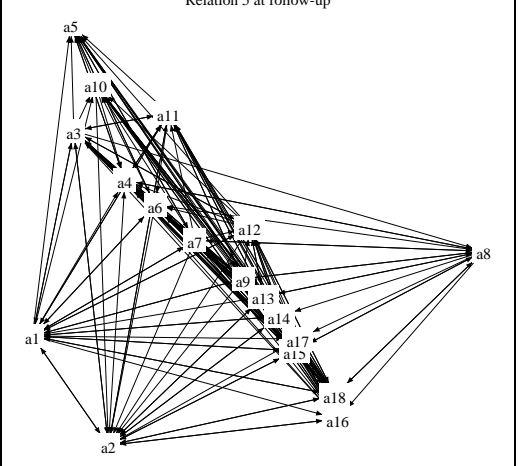 Relation 5 at follow-up
a5
a10
a11
a3
a4
a6
a12
a7
a8
a9
a13
a14
a1
a17
a15
a18
a16
a2